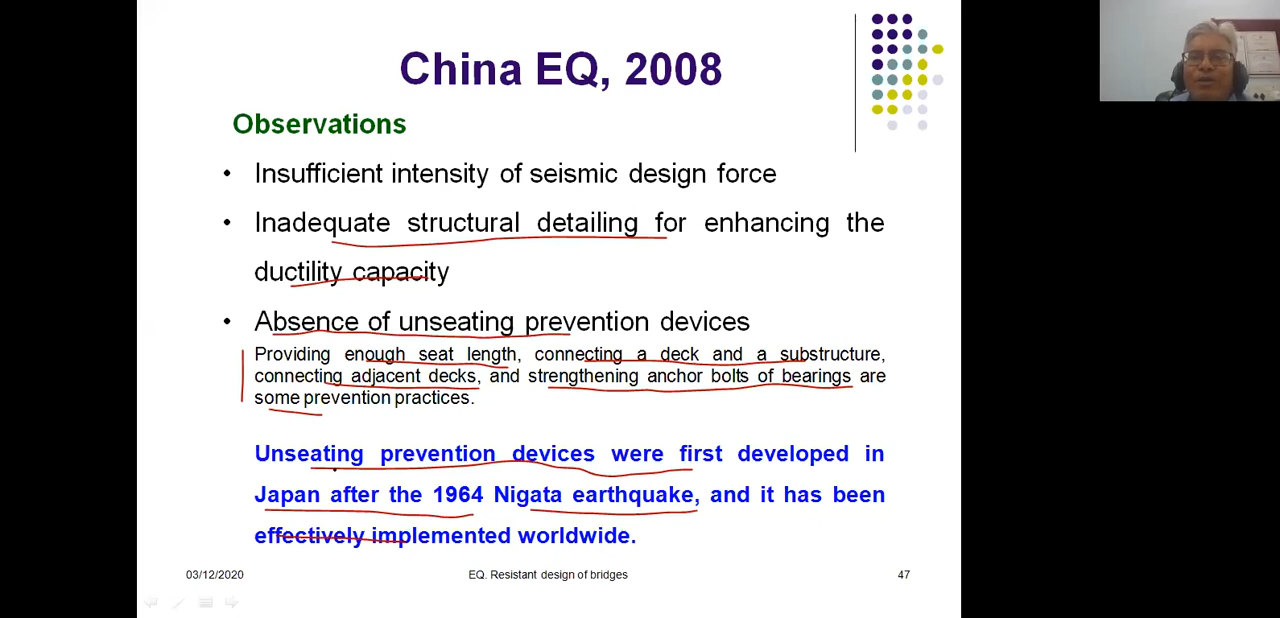 China EQ, 2008
Observations
• Insufficient intensity of seismic design force
• Inadequate structural detailing for enhancing the
ductility capacity
• Absence of unseating prevention devices
Providing enough seat length, connecting a deck and a substructure,
connecting adjacent decks, and strengthening anchor bolts of bearings are
some prevention practices.
Unseating prevention devices were first developed in
Japan after the 1964 Nigata earthquake, and it has been
effectively implemented worldwide.
03/12/2020 EQ. Resistant design of bridges 47